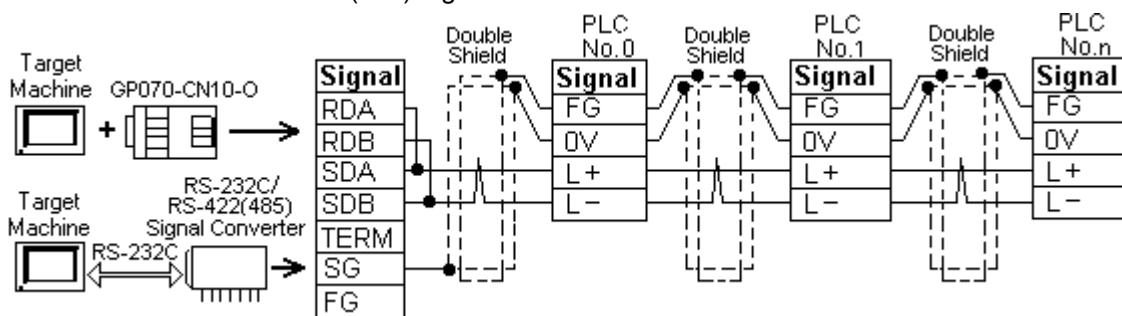 Double
Shield
PLC
No.0
Double
Shield
PLC
No.1
Double
Shield
PLC
No.n
Target
Machine
GP070-CN10-O
+
Signal
RDA
RDB
SDA
SDB
TERM
SG
FG
Signal
FG
0V
L+
L−
Signal
FG
0V
L+
L−
Signal
FG
0V
L+
L−
Target
Machine
RS-232C/
RS-422(485)
Signal Converter
RS-232C